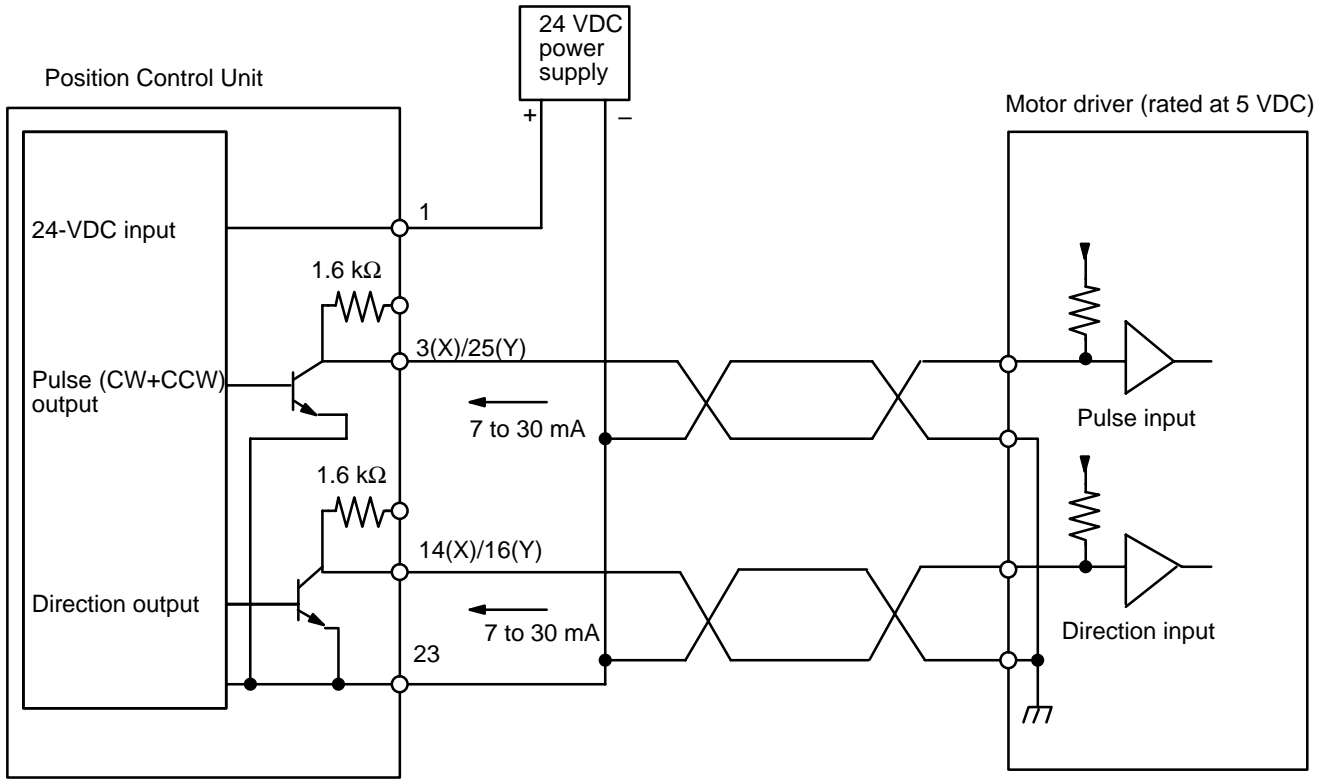 24 VDC
power
supply
Position Control Unit
+
–
Motor driver (rated at 5 VDC)
24-VDC input
1
1.6 kΩ
3(X)/25(Y)
Pulse (CW+CCW)
output
7 to 30 mA
Pulse input
1.6 kΩ
14(X)/16(Y)
Direction output
7 to 30 mA
Direction input
23